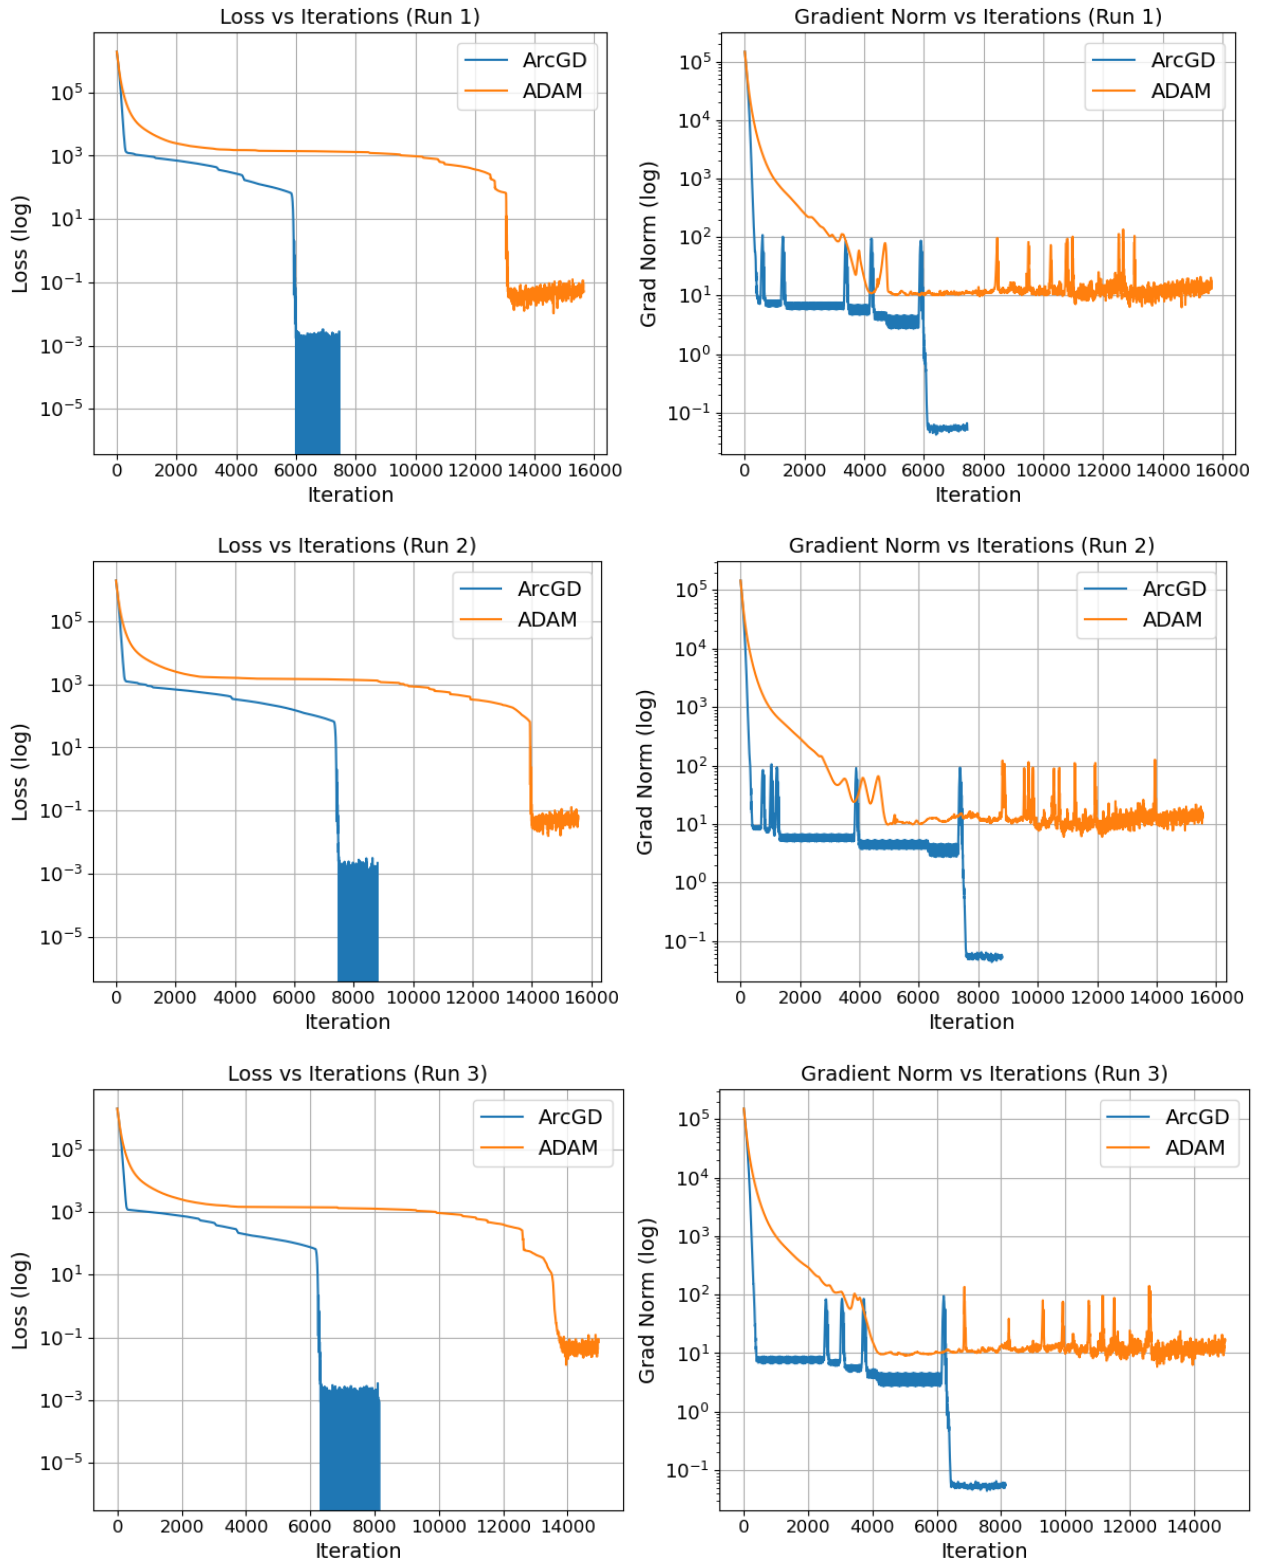 Loss vs Iterations (Run 1)
Loss (log)
10^5
10^3
10^1
10^−1
10^−3
10^−5
ArcGD
ADAM
0 2000 4000 6000 8000 10000 12000 14000 16000
Iteration
Gradient Norm vs Iterations (Run 1)
Grad Norm (log)
10^5
10^4
10^3
10^2
10^1
10^0
10^−1
ArcGD
ADAM
0 2000 4000 6000 8000 10000 12000 14000 16000
Iteration
Loss vs Iterations (Run 2)
Loss (log)
10^5
10^3
10^1
10^−1
10^−3
10^−5
ArcGD
ADAM
0 2000 4000 6000 8000 10000 12000 14000 16000
Iteration
Gradient Norm vs Iterations (Run 2)
Grad Norm (log)
10^5
10^4
10^3
10^2
10^1
10^0
10^−1
ArcGD
ADAM
0 2000 4000 6000 8000 10000 12000 14000 16000
Iteration
Loss vs Iterations (Run 3)
Loss (log)
10^5
10^3
10^1
10^−1
10^−3
10^−5
ArcGD
ADAM
0 2000 4000 6000 8000 10000 12000 14000
Iteration
Gradient Norm vs Iterations (Run 3)
Grad Norm (log)
10^5
10^4
10^3
10^2
10^1
10^0
10^−1
ArcGD
ADAM
0 2000 4000 6000 8000 10000 12000 14000
Iteration